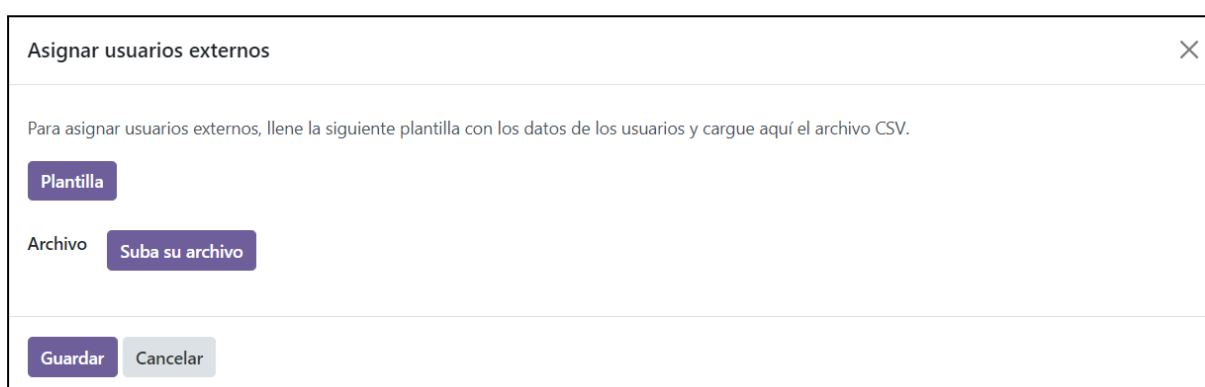 Asignar usuarios externos
Para asignar usuarios externos, llene la siguiente plantilla con los datos de los usuarios y cargue aquí el archivo CSV.
Plantilla
Archivo Suba su archivo
Guardar Cancelar